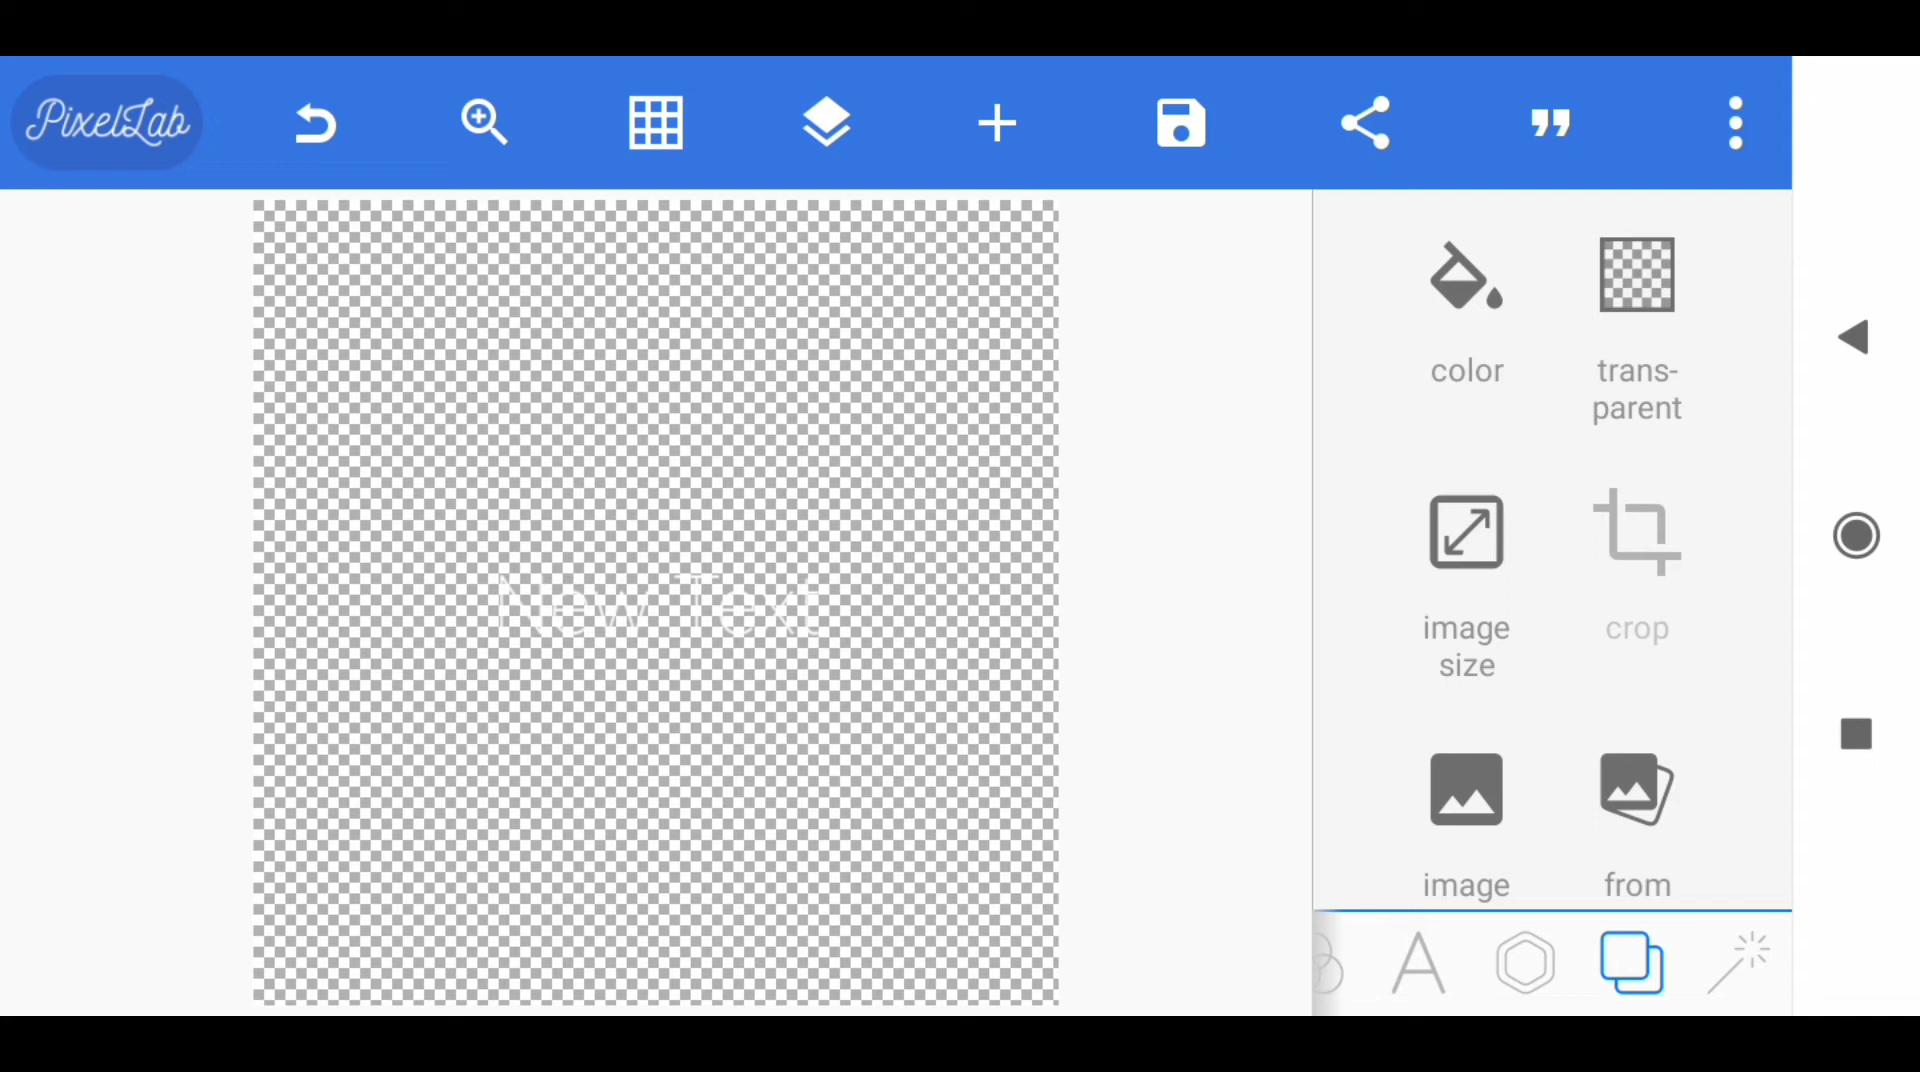 PixelLab
color
trans-
parent
New Text
image
size
crop
image
from